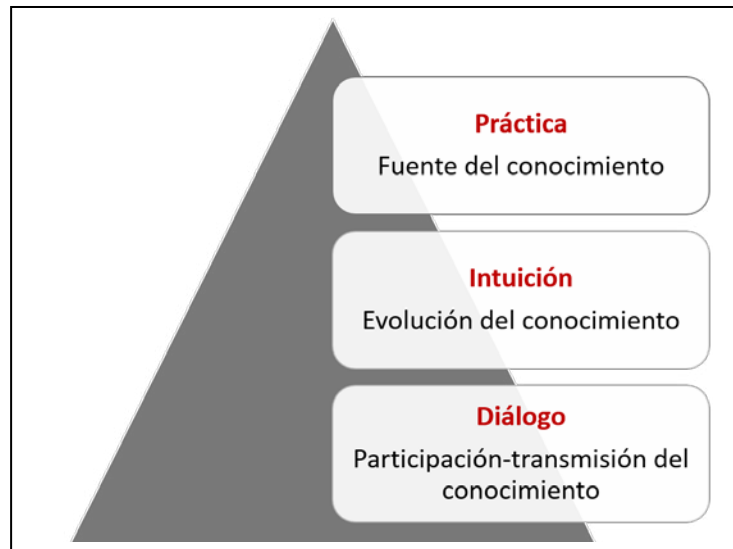 Práctica
Fuente del conocimiento
Intuición
Evolución del conocimiento
Diálogo
Participación-transmisión del
conocimiento